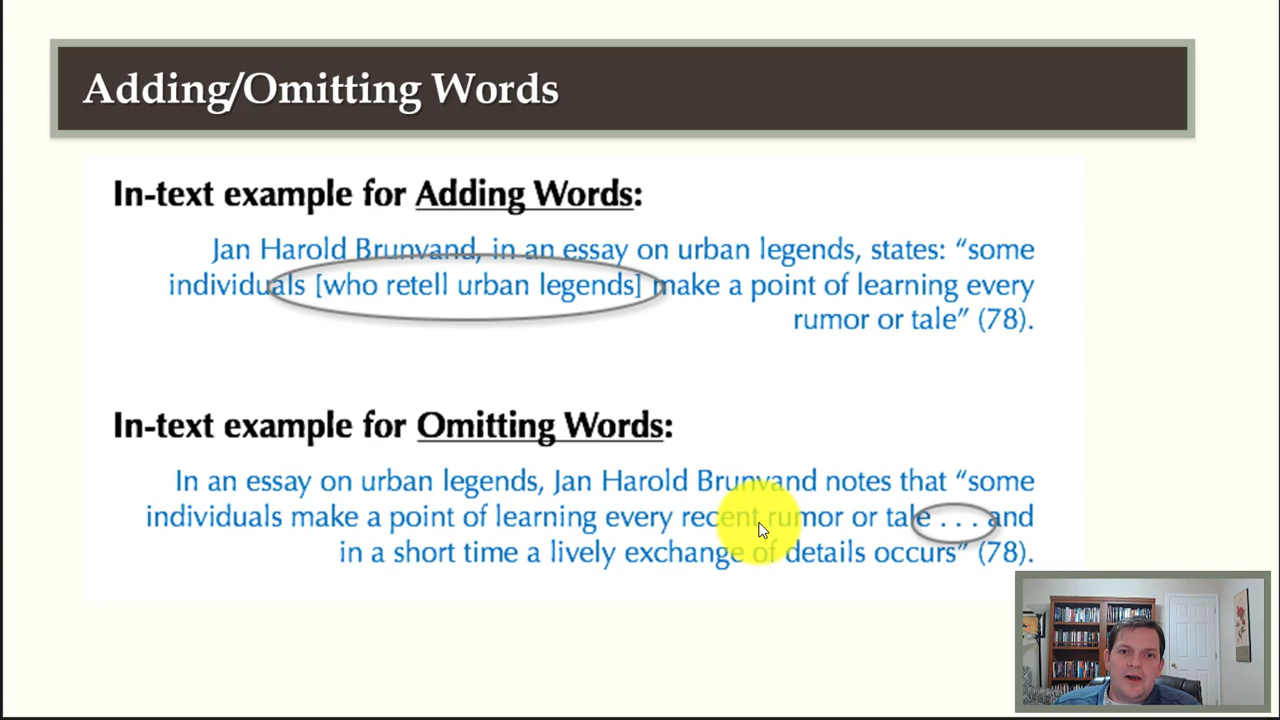 Adding/Omitting Words
In-text example for Adding Words:
Jan Harold Brunvand, in an essay on urban legends, states: “some
individuals [who retell urban legends] make a point of learning every
rumor or tale” (78).
In-text example for Omitting Words:
In an essay on urban legends, Jan Harold Brunvand notes that “some
individuals make a point of learning every recent rumor or tale . . . and
in a short time a lively exchange of details occurs” (78).